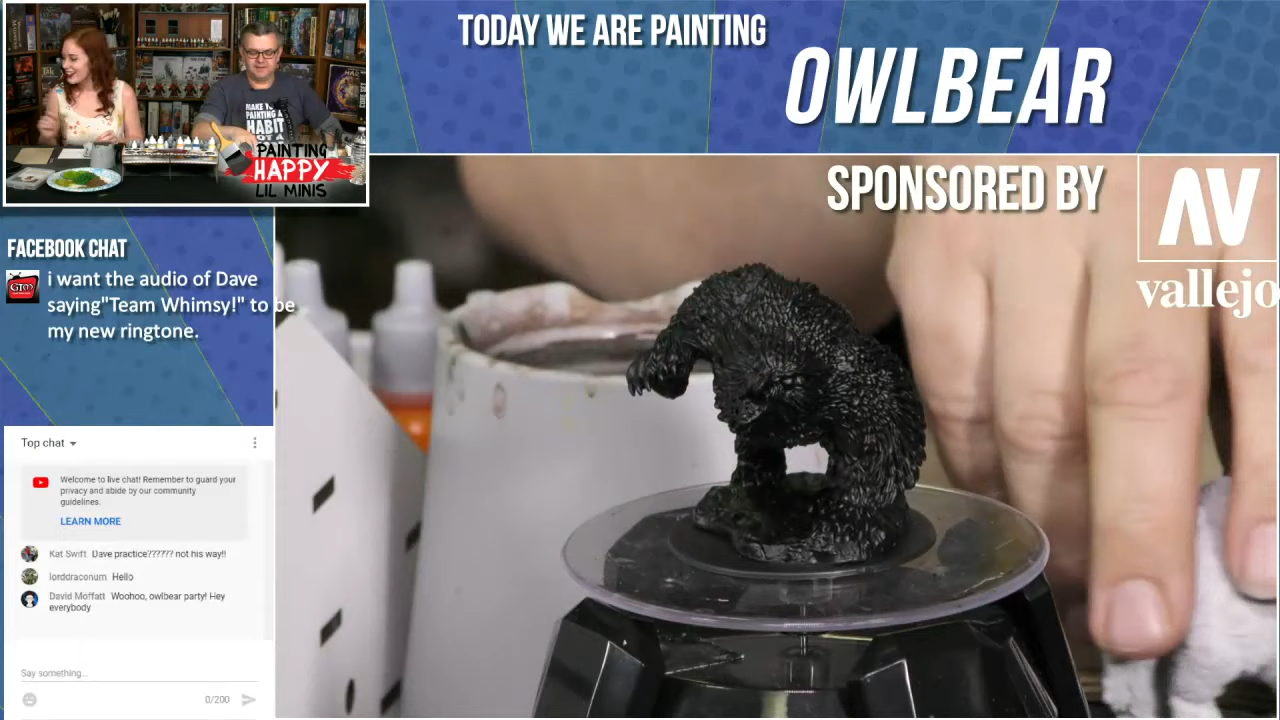 TODAY WE ARE PAINTING
OWLBEAR
SPONSORED BY
AV
vallejo
MAKE
PAINTING A
HABIT
PAINTING
HAPPY
LIL MINIS
FACEBOOK CHAT
i want the audio of Dave
saying"Team Whimsy!" to be
my new ringtone.
Top chat
Welcome to live chat! Remember to guard your
privacy and abide by our community
guidelines.
LEARN MORE
Kat Swift Dave practice?????? not his way!!
lorddraconum Hello
David Moffatt Woohoo, owlbear party! Hey
everybody
Say something...
0/200